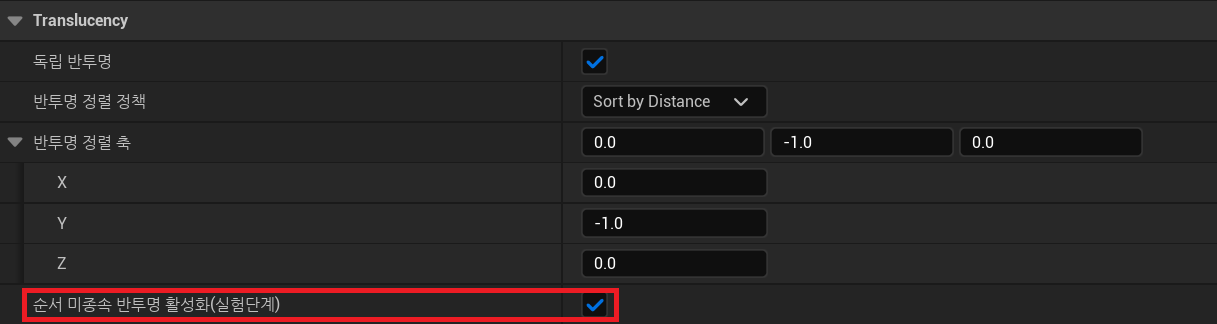 Translucency
독립 반투명
반투명 정렬 정책 Sort by Distance
반투명 정렬 축 0.0 -1.0 0.0
X 0.0
Y -1.0
Z 0.0
순서 미종속 반투명 활성화(실험단계)